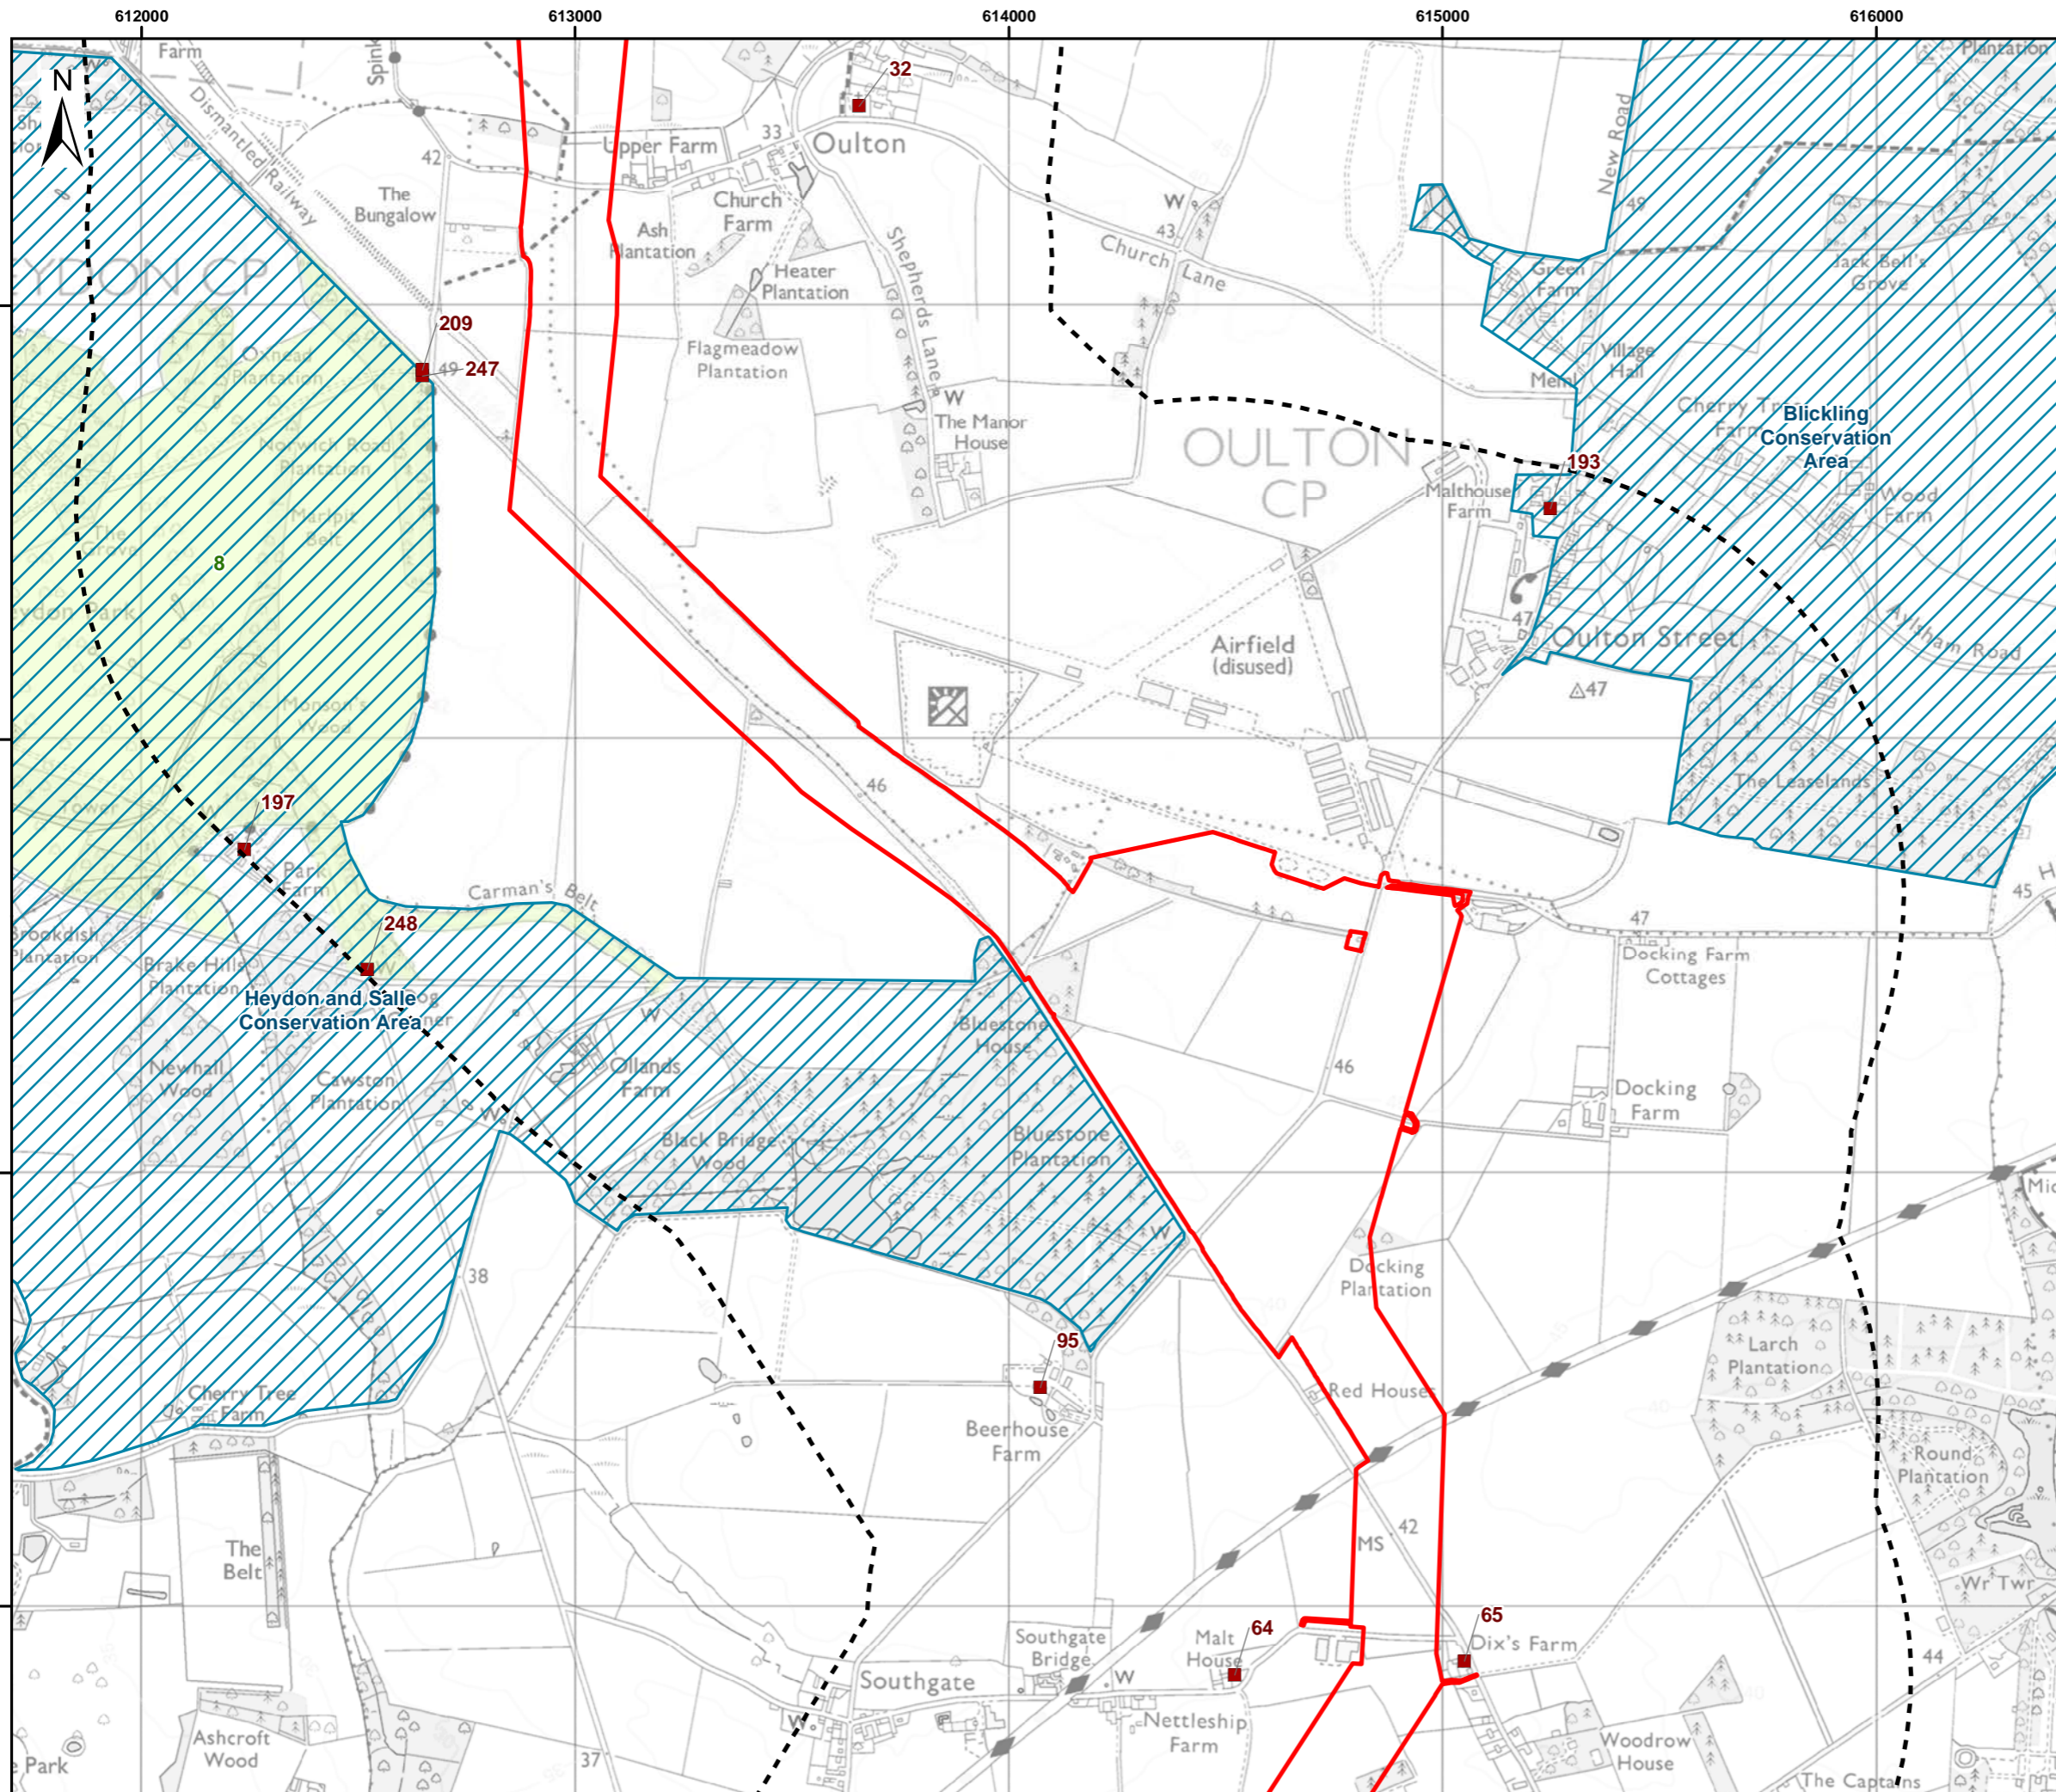 612000
613000
614000
615000
616000
N
Farm
Spink
32
Plantation
Dismantled Railway
New Road
42
33
Upper Farm
Oulton
The
Bungalow
Church
Farm
W
49
43
Ash
Plantation
Shepherds Lane
Church Lane
Heater
Plantation
Green
Farm
Jack Bell's
Grove
EYDON CP
209
49
247
Oxnead
Plantation
Flagmeadow
Plantation
Village
Hall
Meml
W
The Manor
House
Cherry Tree
Farm
Blickling
Conservation
Area
Norwich Road
Plantation
OULTON
CP
193
Malthouse
Farm
Wood
Farm
Marlpit
Belt
The
Grove
8
eydon Park
47
Oulton Street
Aylsham Road
Airfield
(disused)
47
Monson's
Wood
46
The Leaselands
Tower
197
Park
Farm
Carman's Belt
45
47
248
Brookdish
Plantation
Brake Hills
Plantation
W
Docking Farm
Cottages
Heydon and Salle
Conservation Area
Dog
Corner
W
Bluestone
House
Newhall
Wood
Cawston
Plantation
Ollands
Farm
46
Docking
Farm
W
Black Bridge
Wood
Bluestone
Plantation
W
38
Docking
Plantation
95
Larch
Plantation
Red Houses
Cherry Tree
Farm
Beerhouse
Farm
Round
Plantation
The
Belt
MS
42
Wr Twr
64
65
Southgate
Bridge
Malt
House
Dix's Farm
44
Southgate
W
W
Nettleship
Farm
Ashcroft
Wood
37
Woodrow
House
e Park
The Captains